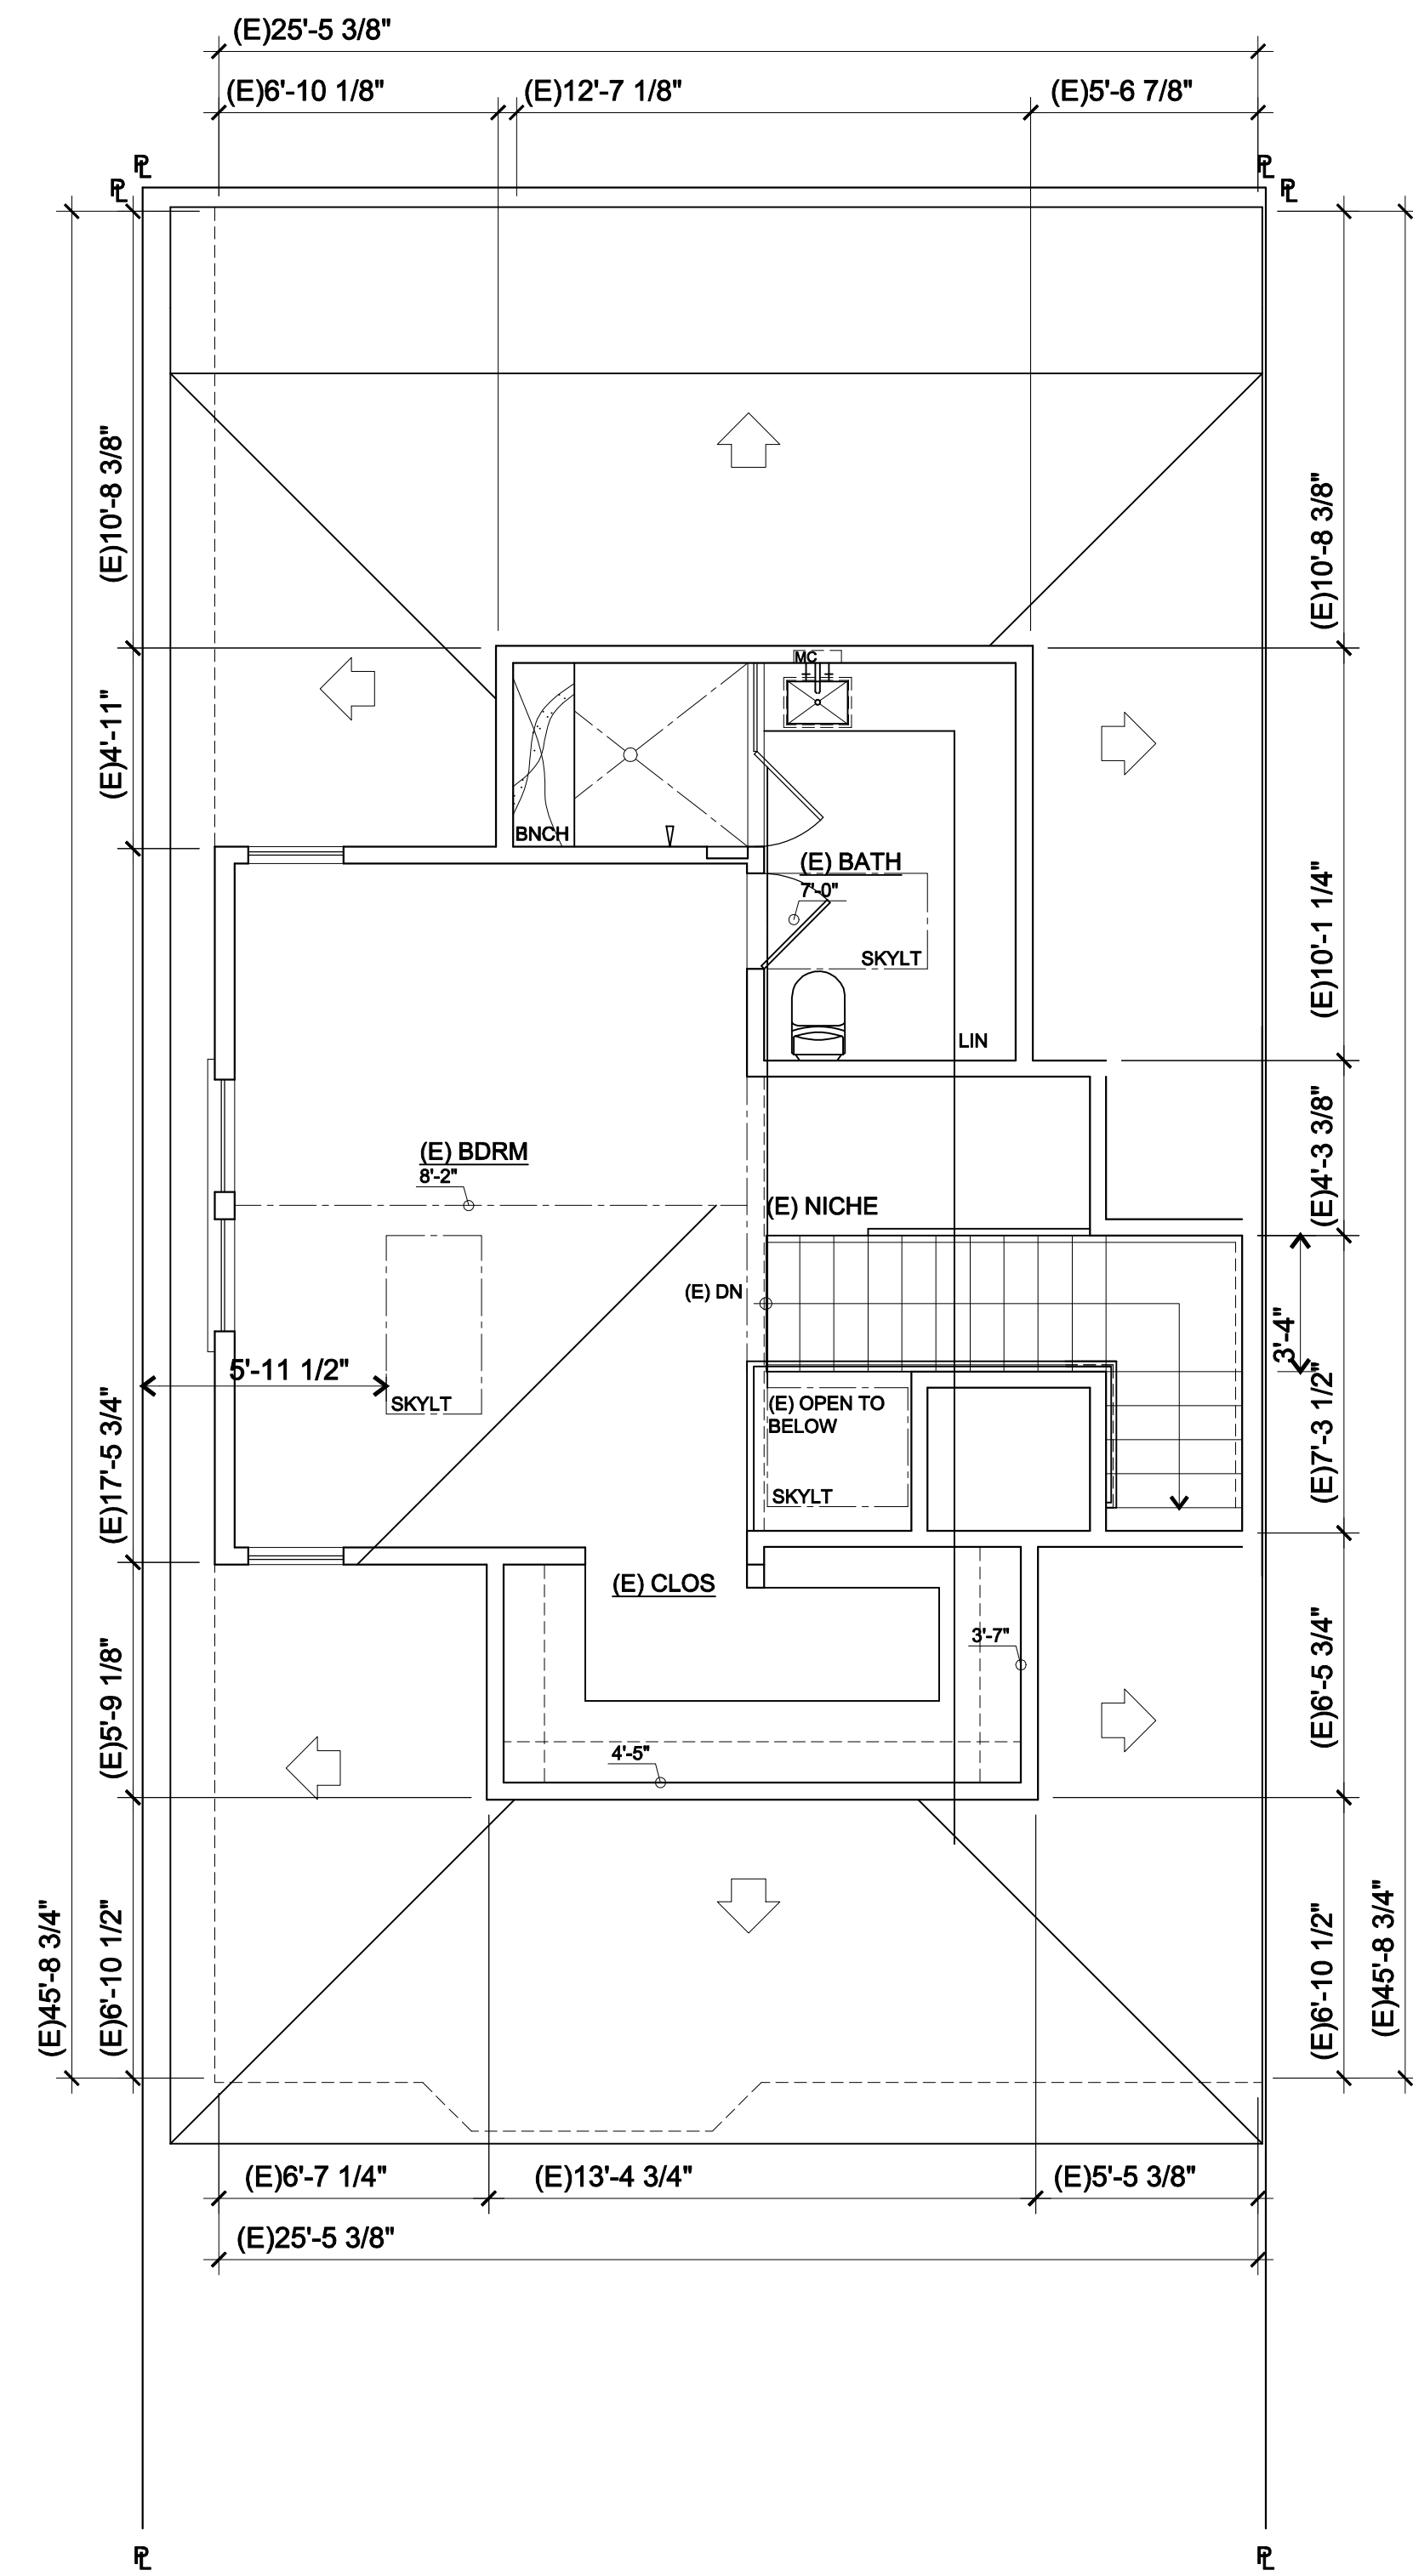 (E)25'-5 3/8"
(E)6'-10 1/8"
(E)12'-7 1/8"
(E)5'-6 7/8"
PL
PL
PL
PL
(E)10'-8 3/8"
(E)10'-8 3/8"
MC
(E)4'-11"
BNCH
(E) BATH
7'-0"
SKYLT
(E)10'-1 1/4"
LIN
(E) BDRM
8'-2"
(E)4'-3 3/8"
(E) NICHE
(E) DN
3'-4"
5'-11 1/2"
SKYLT
(E) OPEN TO
BELOW
SKYLT
(E)17'-5 3/4"
(E)7'-3 1/2"
(E) CLOS
3'-7"
(E)5'-9 1/8"
(E)6'-5 3/4"
4'-5"
(E)45'-8 3/4"
(E)6'-10 1/2"
(E)6'-10 1/2"
(E)45'-8 3/4"
(E)6'-7 1/4"
(E)13'-4 3/4"
(E)5'-5 3/8"
(E)25'-5 3/8"
PL
PL